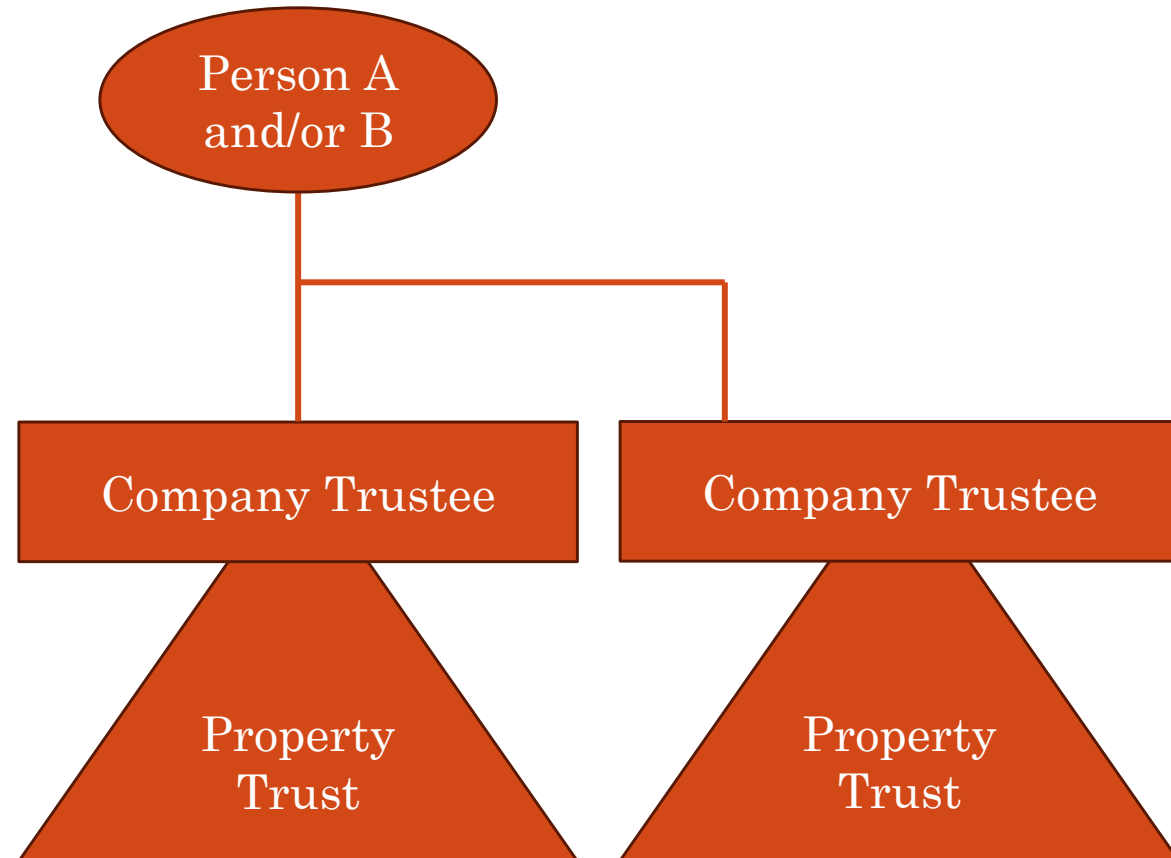 Person A
and/or B
Company Trustee
Company Trustee
Property
Trust
Property
Trust